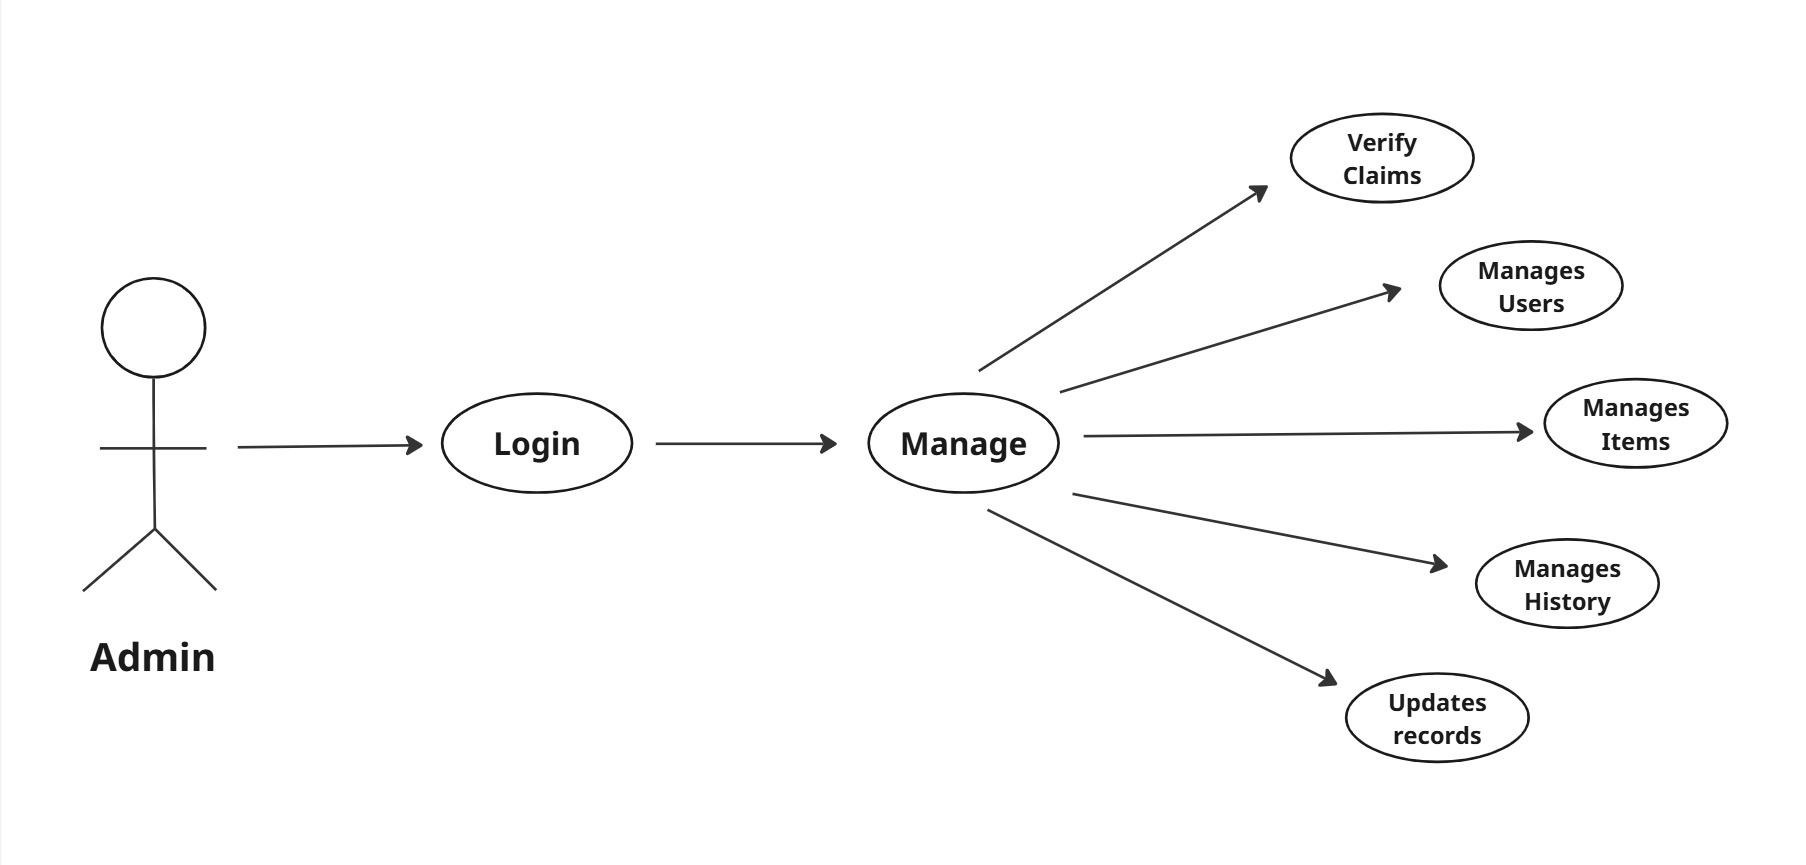 Verify
Claims
Manages
Users
Manages
Items
Login
Manage
Manages
History
Admin
Updates
records